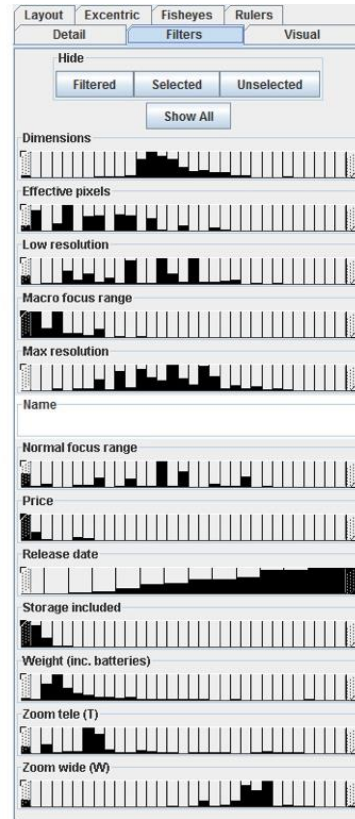 Layout Excentric Fisheyes Rulers
Detail Filters Visual
Hide
Filtered Selected Unselected
Show All
Dimensions
Effective pixels
Low resolution
Macro focus range
Max resolution
Name
Normal focus range
Price
Release date
Storage included
Weight (inc. batteries)
Zoom tele (T)
Zoom wide (W)